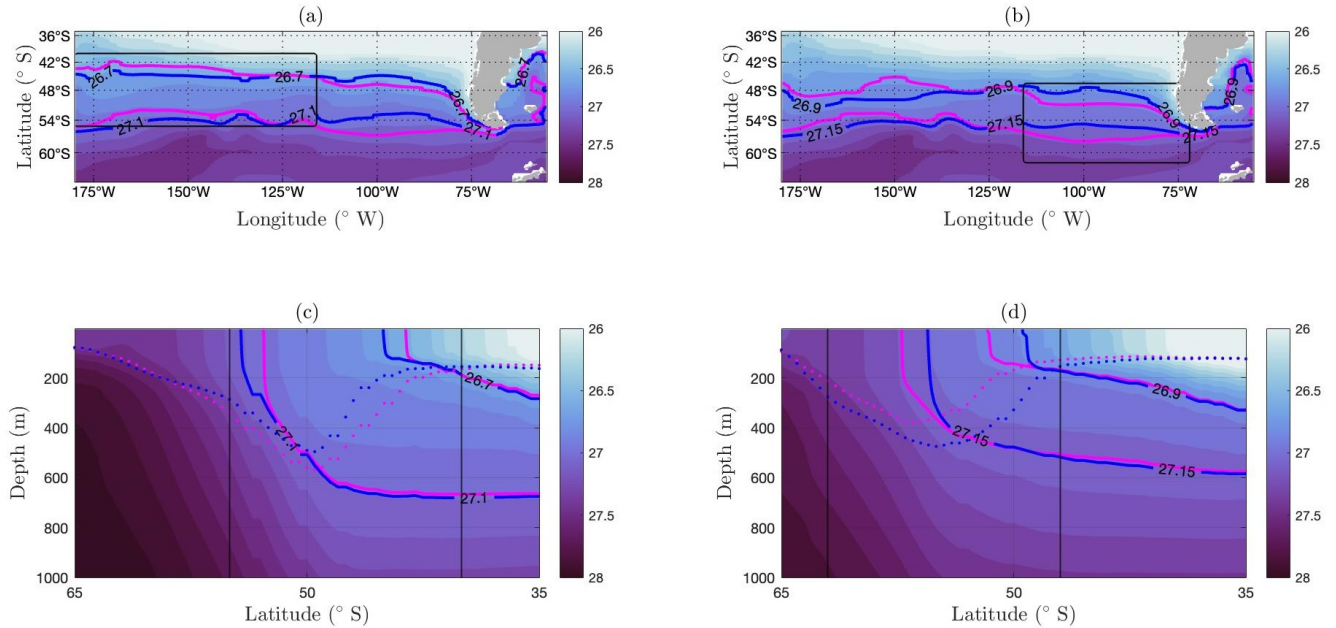 (a)
36°S
42°S
48°S
54°S
60°S
Latitude (° S)
175°W
150°W
125°W
100°W
75°W
Longitude (° W)
26.7
26.7
26.7
26.7
27.1
27.1
27.1
26
26.5
27
27.5
28
(b)
36°S
42°S
48°S
54°S
60°S
Latitude (° S)
175°W
150°W
125°W
100°W
75°W
Longitude (° W)
26.9
26.9
26.9
26.9
27.15
27.15
26
26.5
27
27.5
28
(c)
200
400
600
800
1000
Depth (m)
65
50
35
Latitude (° S)
26.7
27.1
27.1
26
26.5
27
27.5
28
(d)
200
400
600
800
1000
Depth (m)
65
50
35
Latitude (° S)
26.9
27.15
27.15
26
26.5
27
27.5
28